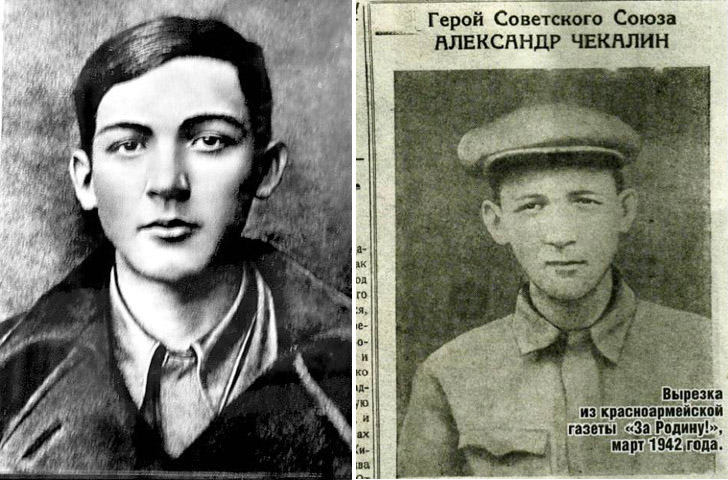 Герой Советского Союза
АЛЕКСАНДР ЧЕКАЛИН
Вырезка
из красноармейской
газеты «За Родину!»,
март 1942 года.